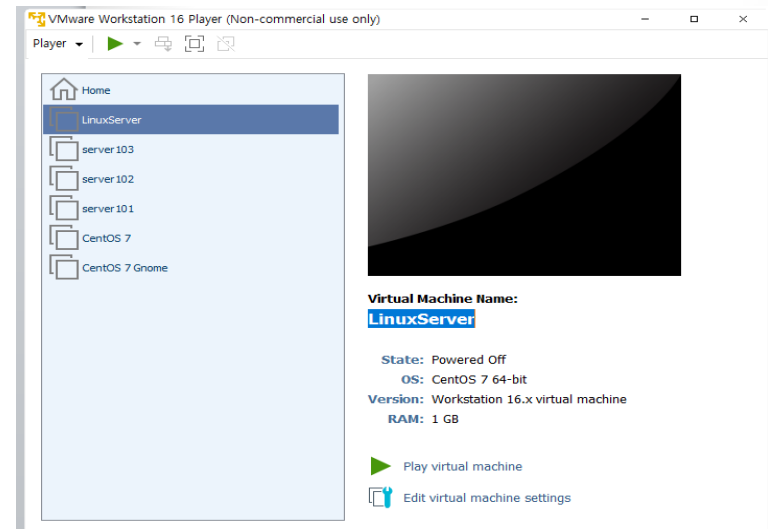 VMware Workstation 16 Player (Non-commercial use only)
Player
Home
LinuxServer
server103
server102
server101
CentOS 7
CentOS 7 Gnome
Virtual Machine Name:
LinuxServer
State: Powered Off
OS: CentOS 7 64-bit
Version: Workstation 16.x virtual machine
RAM: 1 GB
Play virtual machine
Edit virtual machine settings